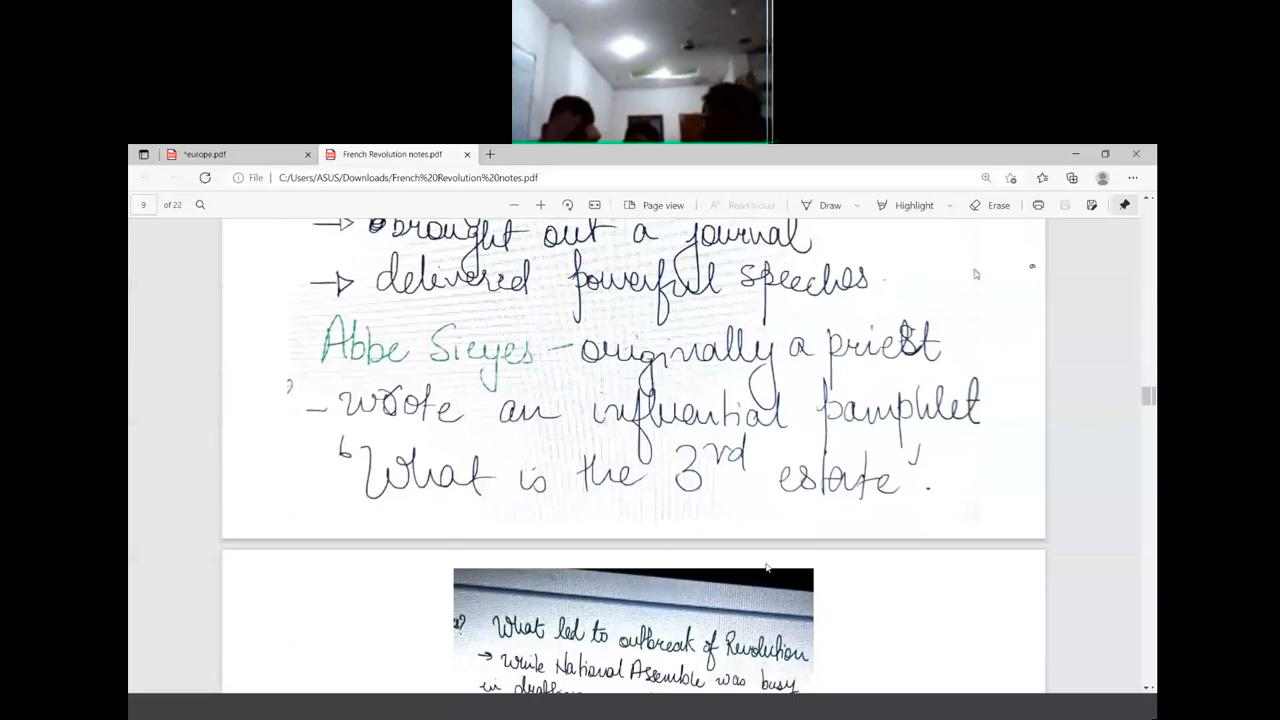 *europe.pdf
French Revolution notes.pdf
File C:/Users/ASUS/Downloads/French%20Revolution%20notes.pdf
9 of 22 Page view Read aloud Draw Highlight Erase
→ brought out a journal
→ delivered powerful speeches.
Abbe Sieyes - originally a priest
- wrote an influential pamphlet
'What is the 3rd estate'.
What led to outbreak of Revolution
→ Write National Assemble was busy
in